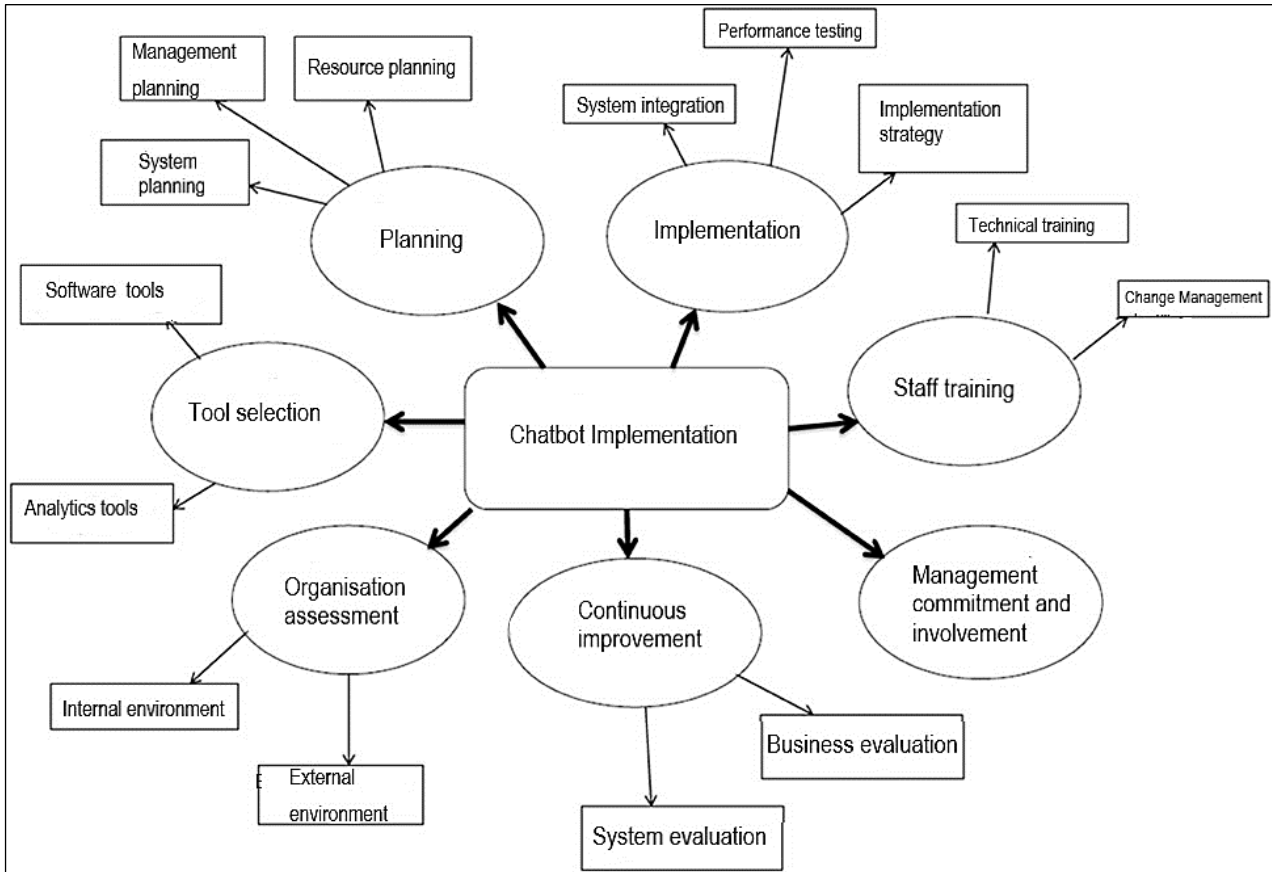 Performance testing
Management
planning
Resource planning
System integration
Implementation
strategy
System
planning
Planning
Implementation
Technical training
Software tools
Change Management
Staff training
Tool selection
Chatbot Implementation
Analytics tools
Organisation
assessment
Continuous
improvement
Management
commitment and
involvement
Internal environment
Business evaluation
E External
environment
System evaluation